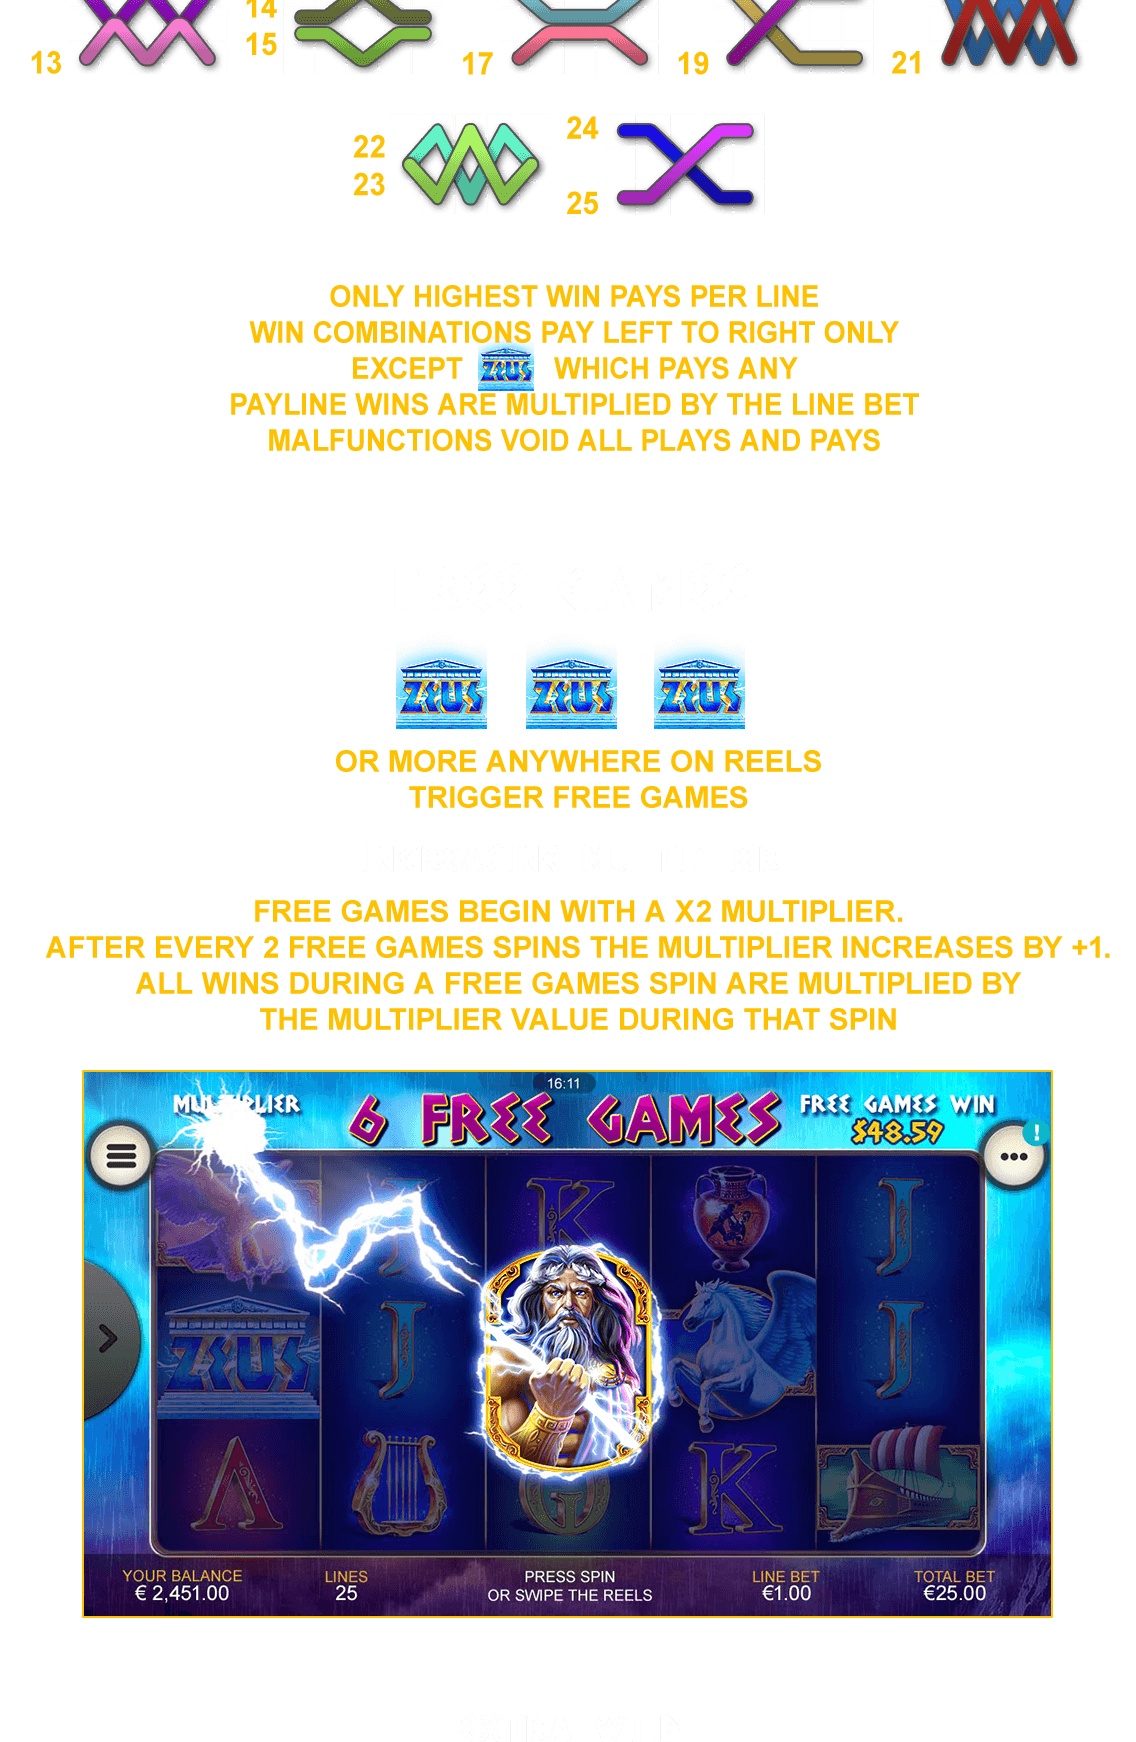 14
15
13
17
19
21
22
23
24
25
ONLY HIGHEST WIN PAYS PER LINE
WIN COMBINATIONS PAY LEFT TO RIGHT ONLY
EXCEPT ZEUS WHICH PAYS ANY
PAYLINE WINS ARE MULTIPLIED BY THE LINE BET
MALFUNCTIONS VOID ALL PLAYS AND PAYS
ZEUS ZEUS ZEUS
OR MORE ANYWHERE ON REELS
TRIGGER FREE GAMES
FREE GAMES BEGIN WITH A X2 MULTIPLIER.
AFTER EVERY 2 FREE GAMES SPINS THE MULTIPLIER INCREASES BY +1.
ALL WINS DURING A FREE GAMES SPIN ARE MULTIPLIED BY
THE MULTIPLIER VALUE DURING THAT SPIN
16:11
MULTIPLIER
6 FREE GAMES
FREE GAMES WIN
$48.59
!
J K J
ZEUS J J
A K
YOUR BALANCE
€ 2,451.00
LINES
25
PRESS SPIN
OR SWIPE THE REELS
LINE BET
€1.00
TOTAL BET
€25.00